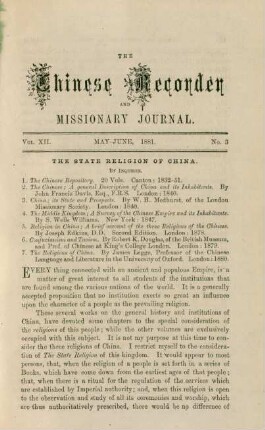 THE
Chinese Recorder
AND
MISSIONARY JOURNAL.
VOL. XII. MAY-JUNE, 1881. No. 3
THE STATE RELIGION OF CHINA.
BY INQUIRER.
1. The Chinese Repository. 20 Vols. Canton: 1832-51.
2. The Chinese: A general Description of China and its Inhabitants. By
John Francis Davis, Esq., F.R.S. London: 1840.
3. China; its State and Prospects. By W. H. Medhurst, of the London
Missionary Society. London: 1840.
4. The Middle Kingdom; A Survey of the Chinese Empire and its Inhabitants.
By S. Wells Williams. New York: 1847.
5. Religion in China; A brief account of the three Religions of the Chinese.
By Joseph Edkins, D.D. Second Edition. London: 1878.
6. Confucianism and Taoism. By Robert K. Douglas, of the British Museum,
and Prof. of Chinese at King's College London. London: 1877.
7. The Religions of China. By James Legge, Professor of the Chinese
Language and Literature in the University of Oxford. London: 1880.
EVERY thing connected with an ancient and populous Empire, is a
matter of great interest to all students of the institutions that
are found among the various nations of the world. It is a generally
accepted proposition that no institution exerts so great an influence
upon the character of a people as the prevailing religion.
These several works on the general history and institutions of
China, have devoted some chapters to the special consideration of
the religions of this people; while the other volumes are exclusively
occupied with this subject. It is not my purpose at this time to con-
sider the three religions of China. I restrict myself to the considera-
tion of The State Religion of this kingdom. It would appear to most
persons, that, when the religion of a people is set forth in a series of
Books, which have come down from the earliest ages of that people;
that, when there is a ritual for the regulation of the services which
are established by Imperial authority; and, when this religion is open
to the observation and study of all its ceremonies and worship, which
are thus authoritatively prescribed, there would be no difference of